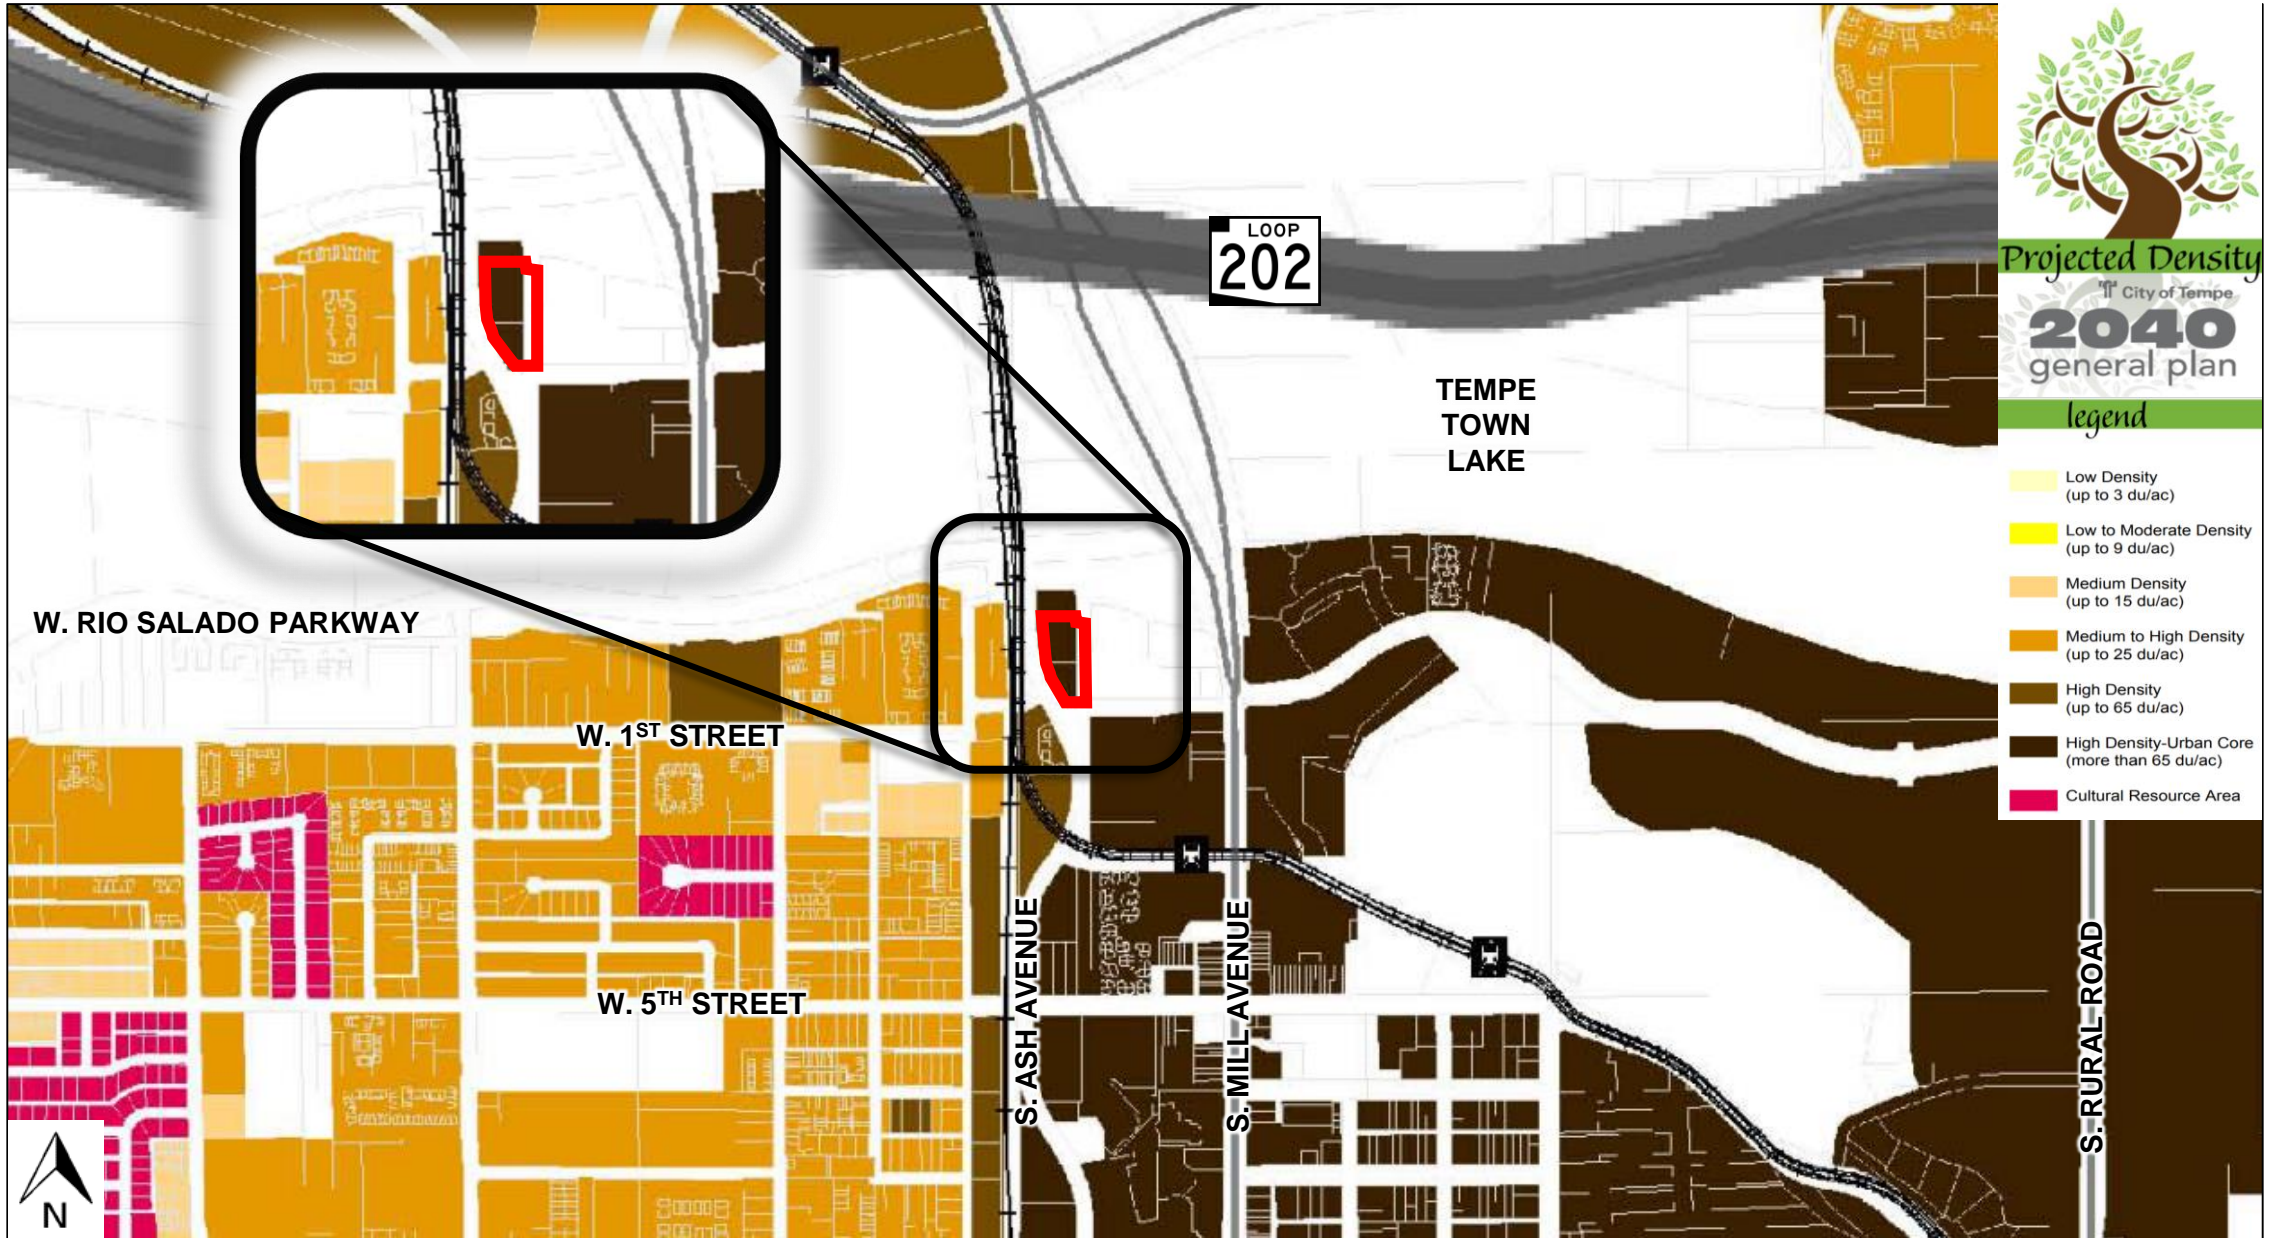 LOOP
202
TEMPE
TOWN
LAKE
W. RIO SALADO PARKWAY
W. 1ST STREET
W. 5TH STREET
S. ASH AVENUE
S. MILL AVENUE
S. RURAL ROAD
N
Projected Density
City of Tempe
2040
general plan
legend
Low Density
(up to 3 du/ac)
Low to Moderate Density
(up to 9 du/ac)
Medium Density
(up to 15 du/ac)
Medium to High Density
(up to 25 du/ac)
High Density
(up to 65 du/ac)
High Density-Urban Core
(more than 65 du/ac)
Cultural Resource Area